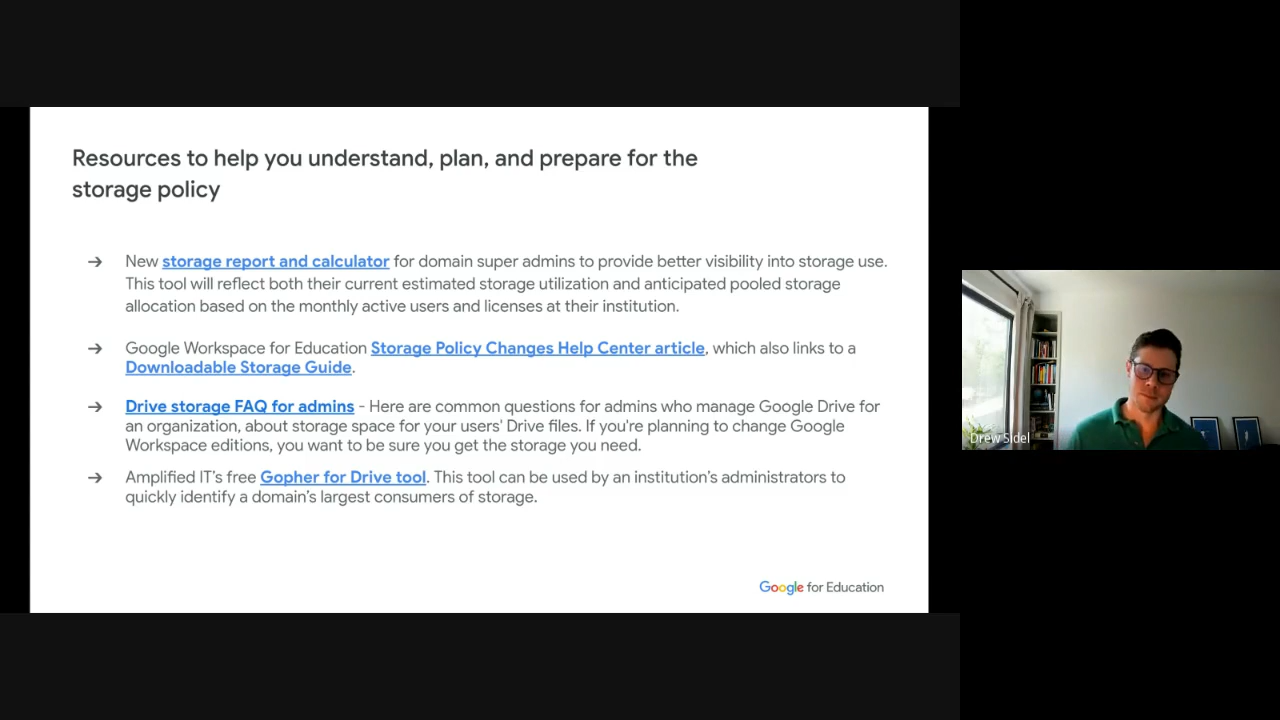 Resources to help you understand, plan, and prepare for the
storage policy
→ New storage report and calculator for domain super admins to provide better visibility into storage use.
This tool will reflect both their current estimated storage utilization and anticipated pooled storage
allocation based on the monthly active users and licenses at their institution.
→ Google Workspace for Education Storage Policy Changes Help Center article, which also links to a
Downloadable Storage Guide.
→ Drive storage FAQ for admins - Here are common questions for admins who manage Google Drive for
an organization, about storage space for your users' Drive files. If you're planning to change Google
Workspace editions, you want to be sure you get the storage you need.
→ Amplified IT's free Gopher for Drive tool. This tool can be used by an institution's administrators to
quickly identify a domain's largest consumers of storage.
Google for Education
Drew Sidel